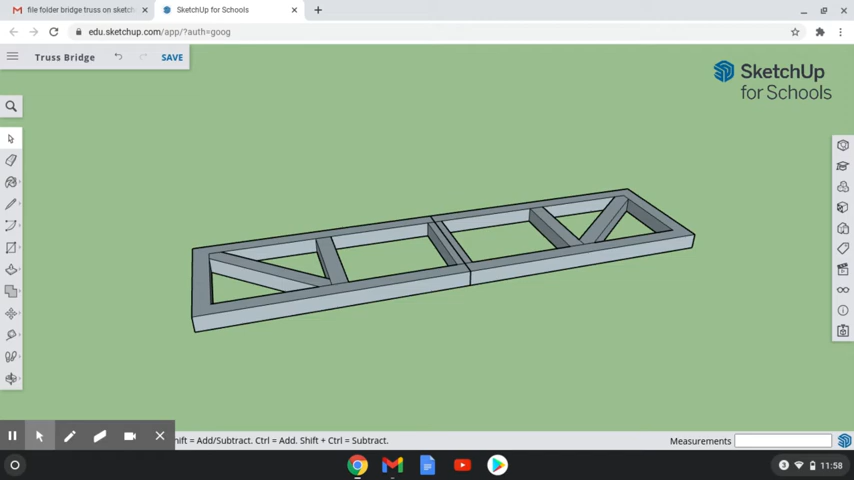 file folder bridge truss on sketch
SketchUp for Schools
edu.sketchup.com/app/?auth=goog
Truss Bridge
SAVE
SketchUp
for Schools
hift = Add/Subtract. Ctrl = Add. Shift + Ctrl = Subtract.
Measurements
3
11:58